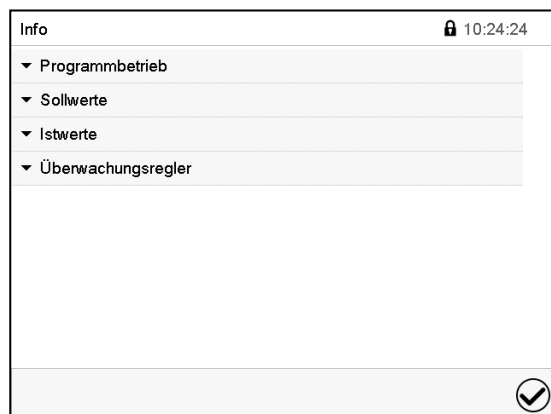 Info 10:24:24
Programmbetrieb
Sollwerte
Istwerte
Überwachungsregler